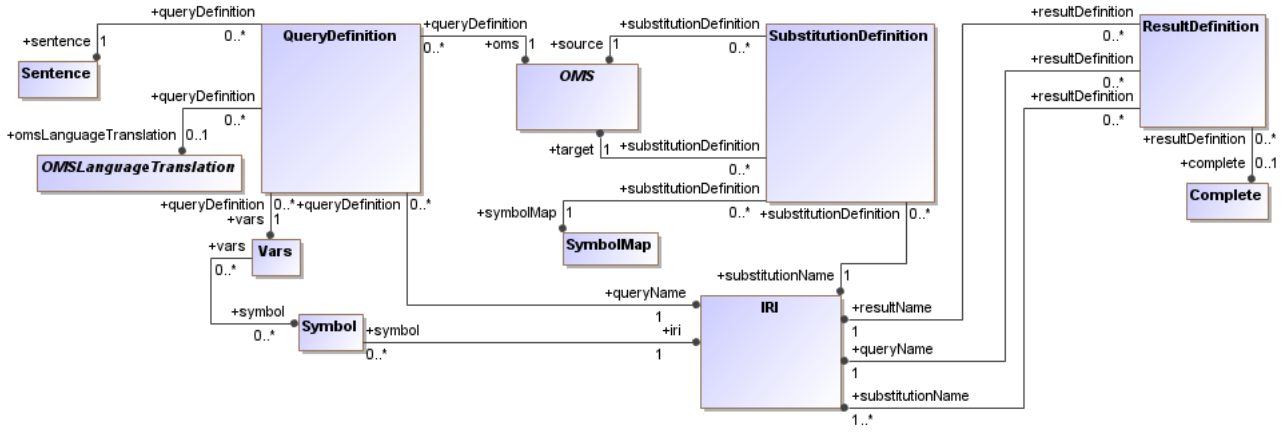 +queryDefinition
0..*
+sentence
1
Sentence
QueryDefinition
+queryDefinition
0..*
+oms
1
+source
1
+substitutionDefinition
0..*
SubstitutionDefinition
+resultDefinition
0..*
ResultDefinition
OMS
+resultDefinition
0..*
+queryDefinition
0..*
+omsLanguageTranslation
0..1
OMSLanguageTranslation
+target
1
+substitutionDefinition
0..*
+resultDefinition
0..*
+resultDefinition
0..*
+complete
0..1
Complete
+queryDefinition
0..*
+vars
1
+queryDefinition
0..*
+substitutionDefinition
0..*
+symbolMap
1
+substitutionDefinition
0..*
SymbolMap
+vars
0..*
Vars
+substitutionName
1
+queryName
1
IRI
+resultName
1
+symbol
0..*
Symbol
+symbol
0..*
+iri
1
+queryName
1
+substitutionName
1..*